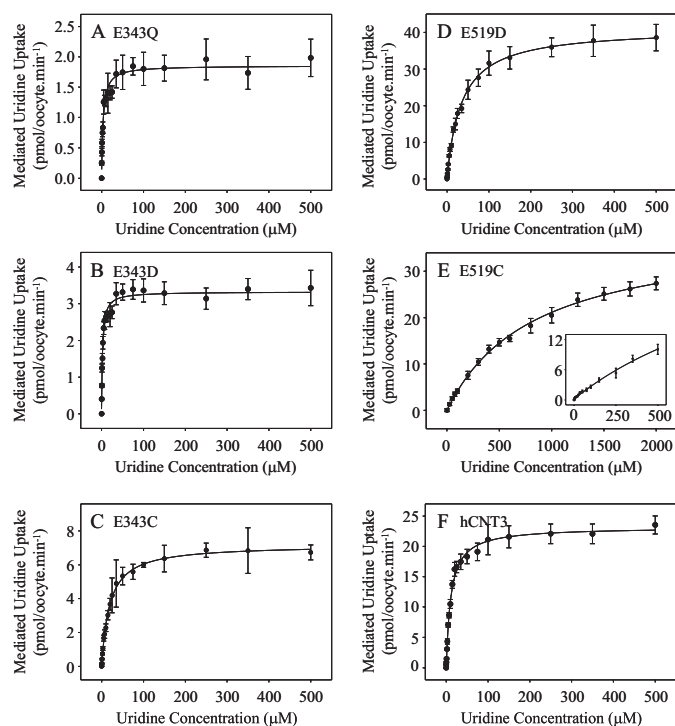 A E343Q
2.5
2.0
1.5
1.0
0.5
0.0
0 100 200 300 400 500
Mediated Uridine Uptake
(pmol/oocyte.min-1)
Uridine Concentration (μM)
D E519D
40
30
20
10
0
0 100 200 300 400 500
Mediated Uridine Uptake
(pmol/oocyte.min-1)
Uridine Concentration (μM)
B E343D
4
3
2
1
0
0 100 200 300 400 500
Mediated Uridine Uptake
(pmol/oocyte.min-1)
Uridine Concentration (μM)
E E519C
30
20
10
0
0 500 1000 1500 2000
12
6
0
0 250 500
Mediated Uridine Uptake
(pmol/oocyte.min-1)
Uridine Concentration (μM)
C E343C
8
6
4
2
0
0 100 200 300 400 500
Mediated Uridine Uptake
(pmol/oocyte.min-1)
Uridine Concentration (μM)
F hCNT3
25
20
15
10
5
0
0 100 200 300 400 500
Mediated Uridine Uptake
(pmol/oocyte.min-1)
Uridine Concentration (μM)